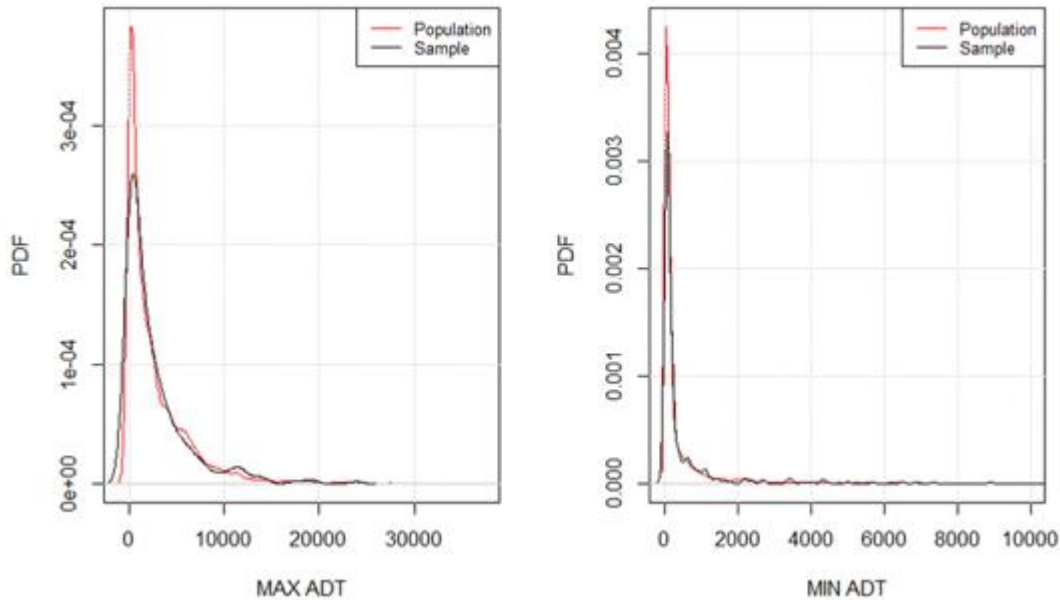 Population
Sample
PDF
3e-04
2e-04
1e-04
0e+00
0
10000
20000
30000
MAX ADT
Population
Sample
PDF
0.004
0.003
0.002
0.001
0.000
0
2000
4000
6000
8000
10000
MIN ADT